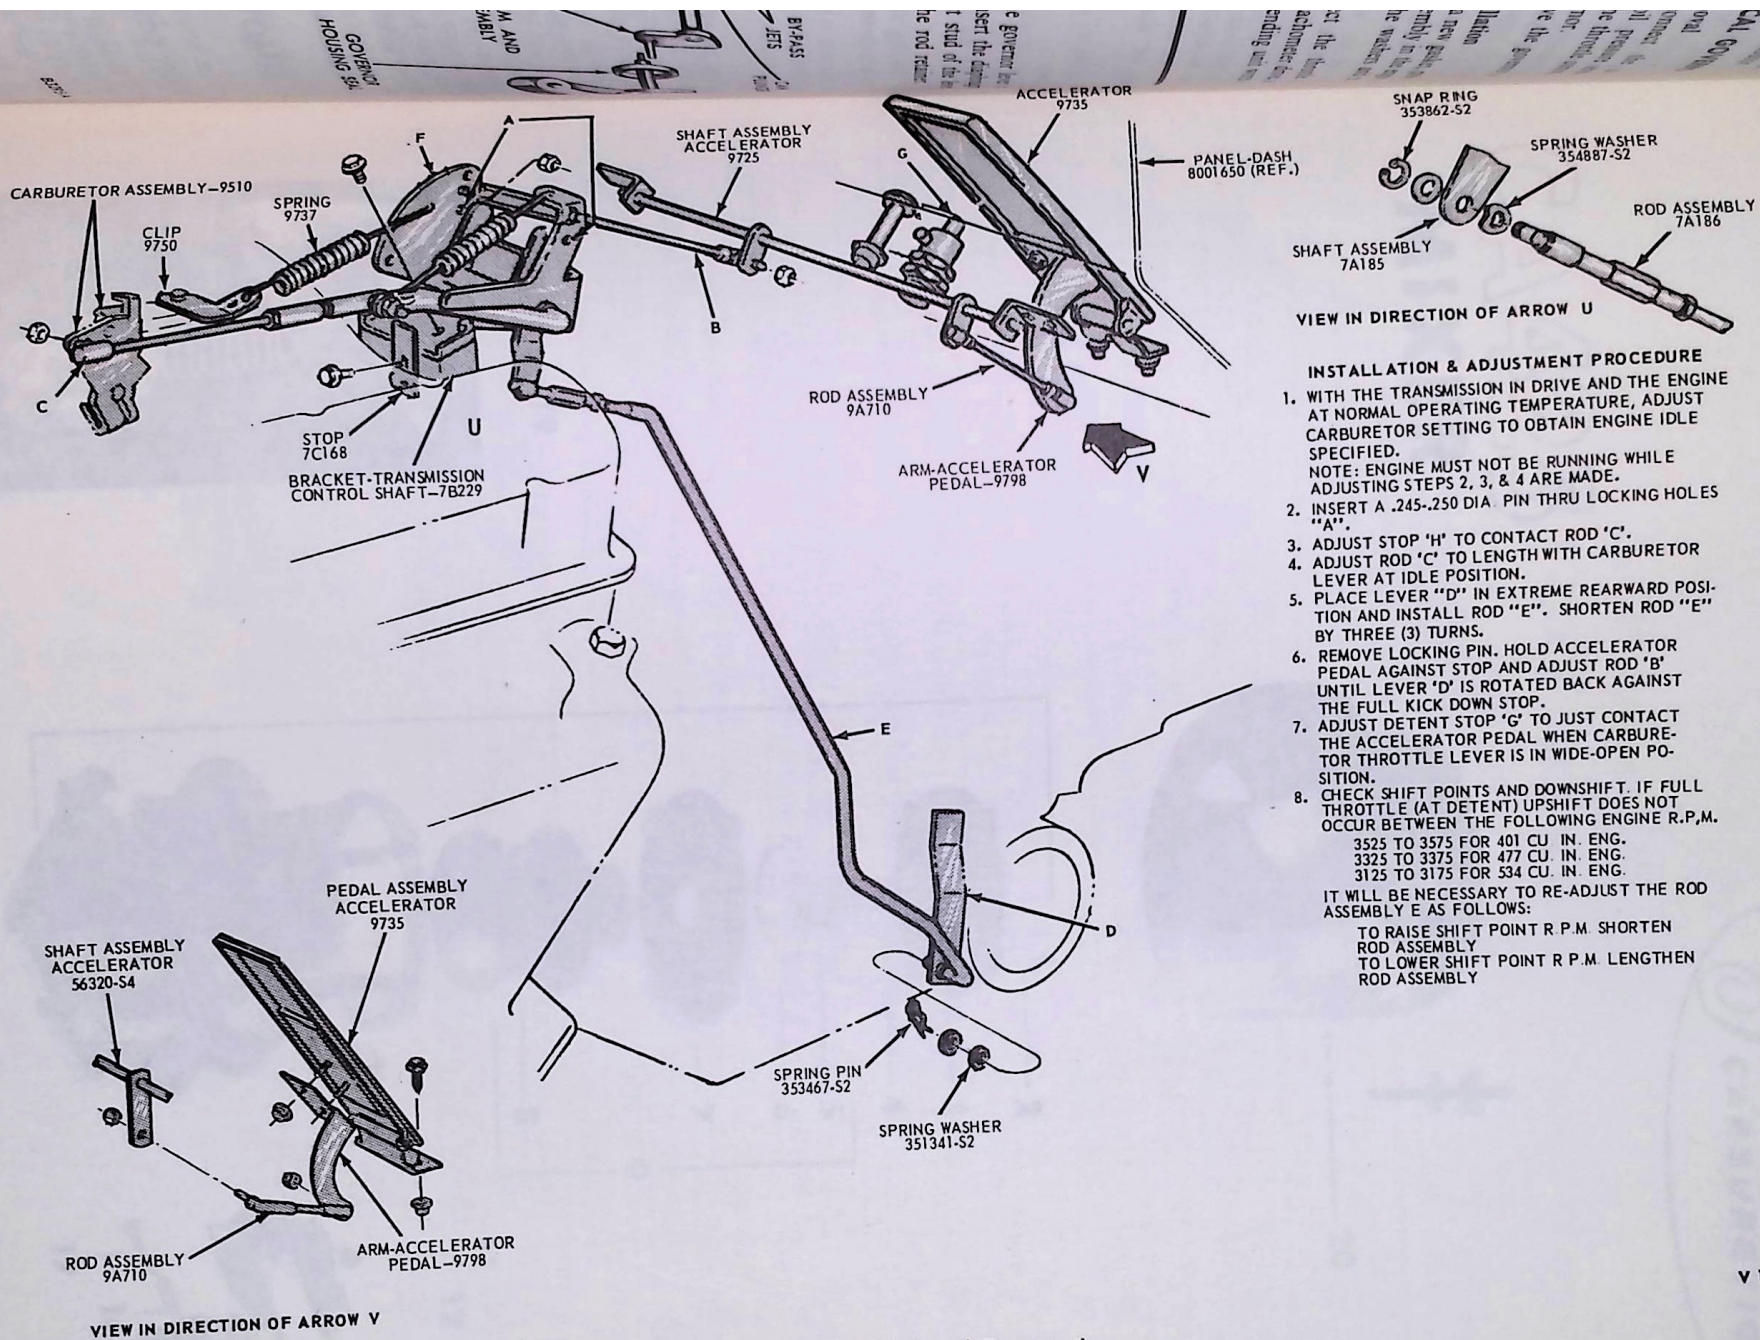 BY-PASS
JETS
M AND
GOVERNOR
HOUSING SEAL
e governor
the rod
CARBURETOR ASSEMBLY—9510
CLIP
9750
SPRING
9737
F
A
SHAFT ASSEMBLY
ACCELERATOR
9725
B
C
STOP
7C168
U
BRACKET-TRANSMISSION
CONTROL SHAFT—7B229
ACCELERATOR
9735
G
PANEL-DASH
8001650 (REF.)
ROD ASSEMBLY
9A710
ARM-ACCELERATOR
PEDAL—9798
V
E
D
SPRING PIN
353467-S2
SPRING WASHER
351341-S2
SNAP RING
353862-S2
SPRING WASHER
354887-S2
ROD ASSEMBLY
7A186
SHAFT ASSEMBLY
7A185
VIEW IN DIRECTION OF ARROW U
INSTALLATION & ADJUSTMENT PROCEDURE
1. WITH THE TRANSMISSION IN DRIVE AND THE ENGINE
AT NORMAL OPERATING TEMPERATURE, ADJUST
CARBURETOR SETTING TO OBTAIN ENGINE IDLE
SPECIFIED.
NOTE: ENGINE MUST NOT BE RUNNING WHILE
ADJUSTING STEPS 2, 3, & 4 ARE MADE.
2. INSERT A .245-.250 DIA. PIN THRU LOCKING HOLES
"A".
3. ADJUST STOP 'H' TO CONTACT ROD 'C'.
4. ADJUST ROD 'C' TO LENGTH WITH CARBURETOR
LEVER AT IDLE POSITION.
5. PLACE LEVER "D" IN EXTREME REARWARD POSI-
TION AND INSTALL ROD "E". SHORTEN ROD "E"
BY THREE (3) TURNS.
6. REMOVE LOCKING PIN. HOLD ACCELERATOR
PEDAL AGAINST STOP AND ADJUST ROD 'B'
UNTIL LEVER 'D' IS ROTATED BACK AGAINST
THE FULL KICK DOWN STOP.
7. ADJUST DETENT STOP 'G' TO JUST CONTACT
THE ACCELERATOR PEDAL WHEN CARBURE-
TOR THROTTLE LEVER IS IN WIDE-OPEN PO-
SITION.
8. CHECK SHIFT POINTS AND DOWNSHIFT. IF FULL
THROTTLE (AT DETENT) UPSHIFT DOES NOT
OCCUR BETWEEN THE FOLLOWING ENGINE R.P,M.
3525 TO 3575 FOR 401 CU. IN. ENG.
3325 TO 3375 FOR 477 CU. IN. ENG.
3125 TO 3175 FOR 534 CU. IN. ENG.
IT WILL BE NECESSARY TO RE-ADJUST THE ROD
ASSEMBLY E AS FOLLOWS:
TO RAISE SHIFT POINT R.P.M. SHORTEN
ROD ASSEMBLY
TO LOWER SHIFT POINT R P.M. LENGTHEN
ROD ASSEMBLY
PEDAL ASSEMBLY
ACCELERATOR
9735
SHAFT ASSEMBLY
ACCELERATOR
56320-S4
ROD ASSEMBLY
9A710
ARM-ACCELERATOR
PEDAL—9798
VIEW IN DIRECTION OF ARROW V